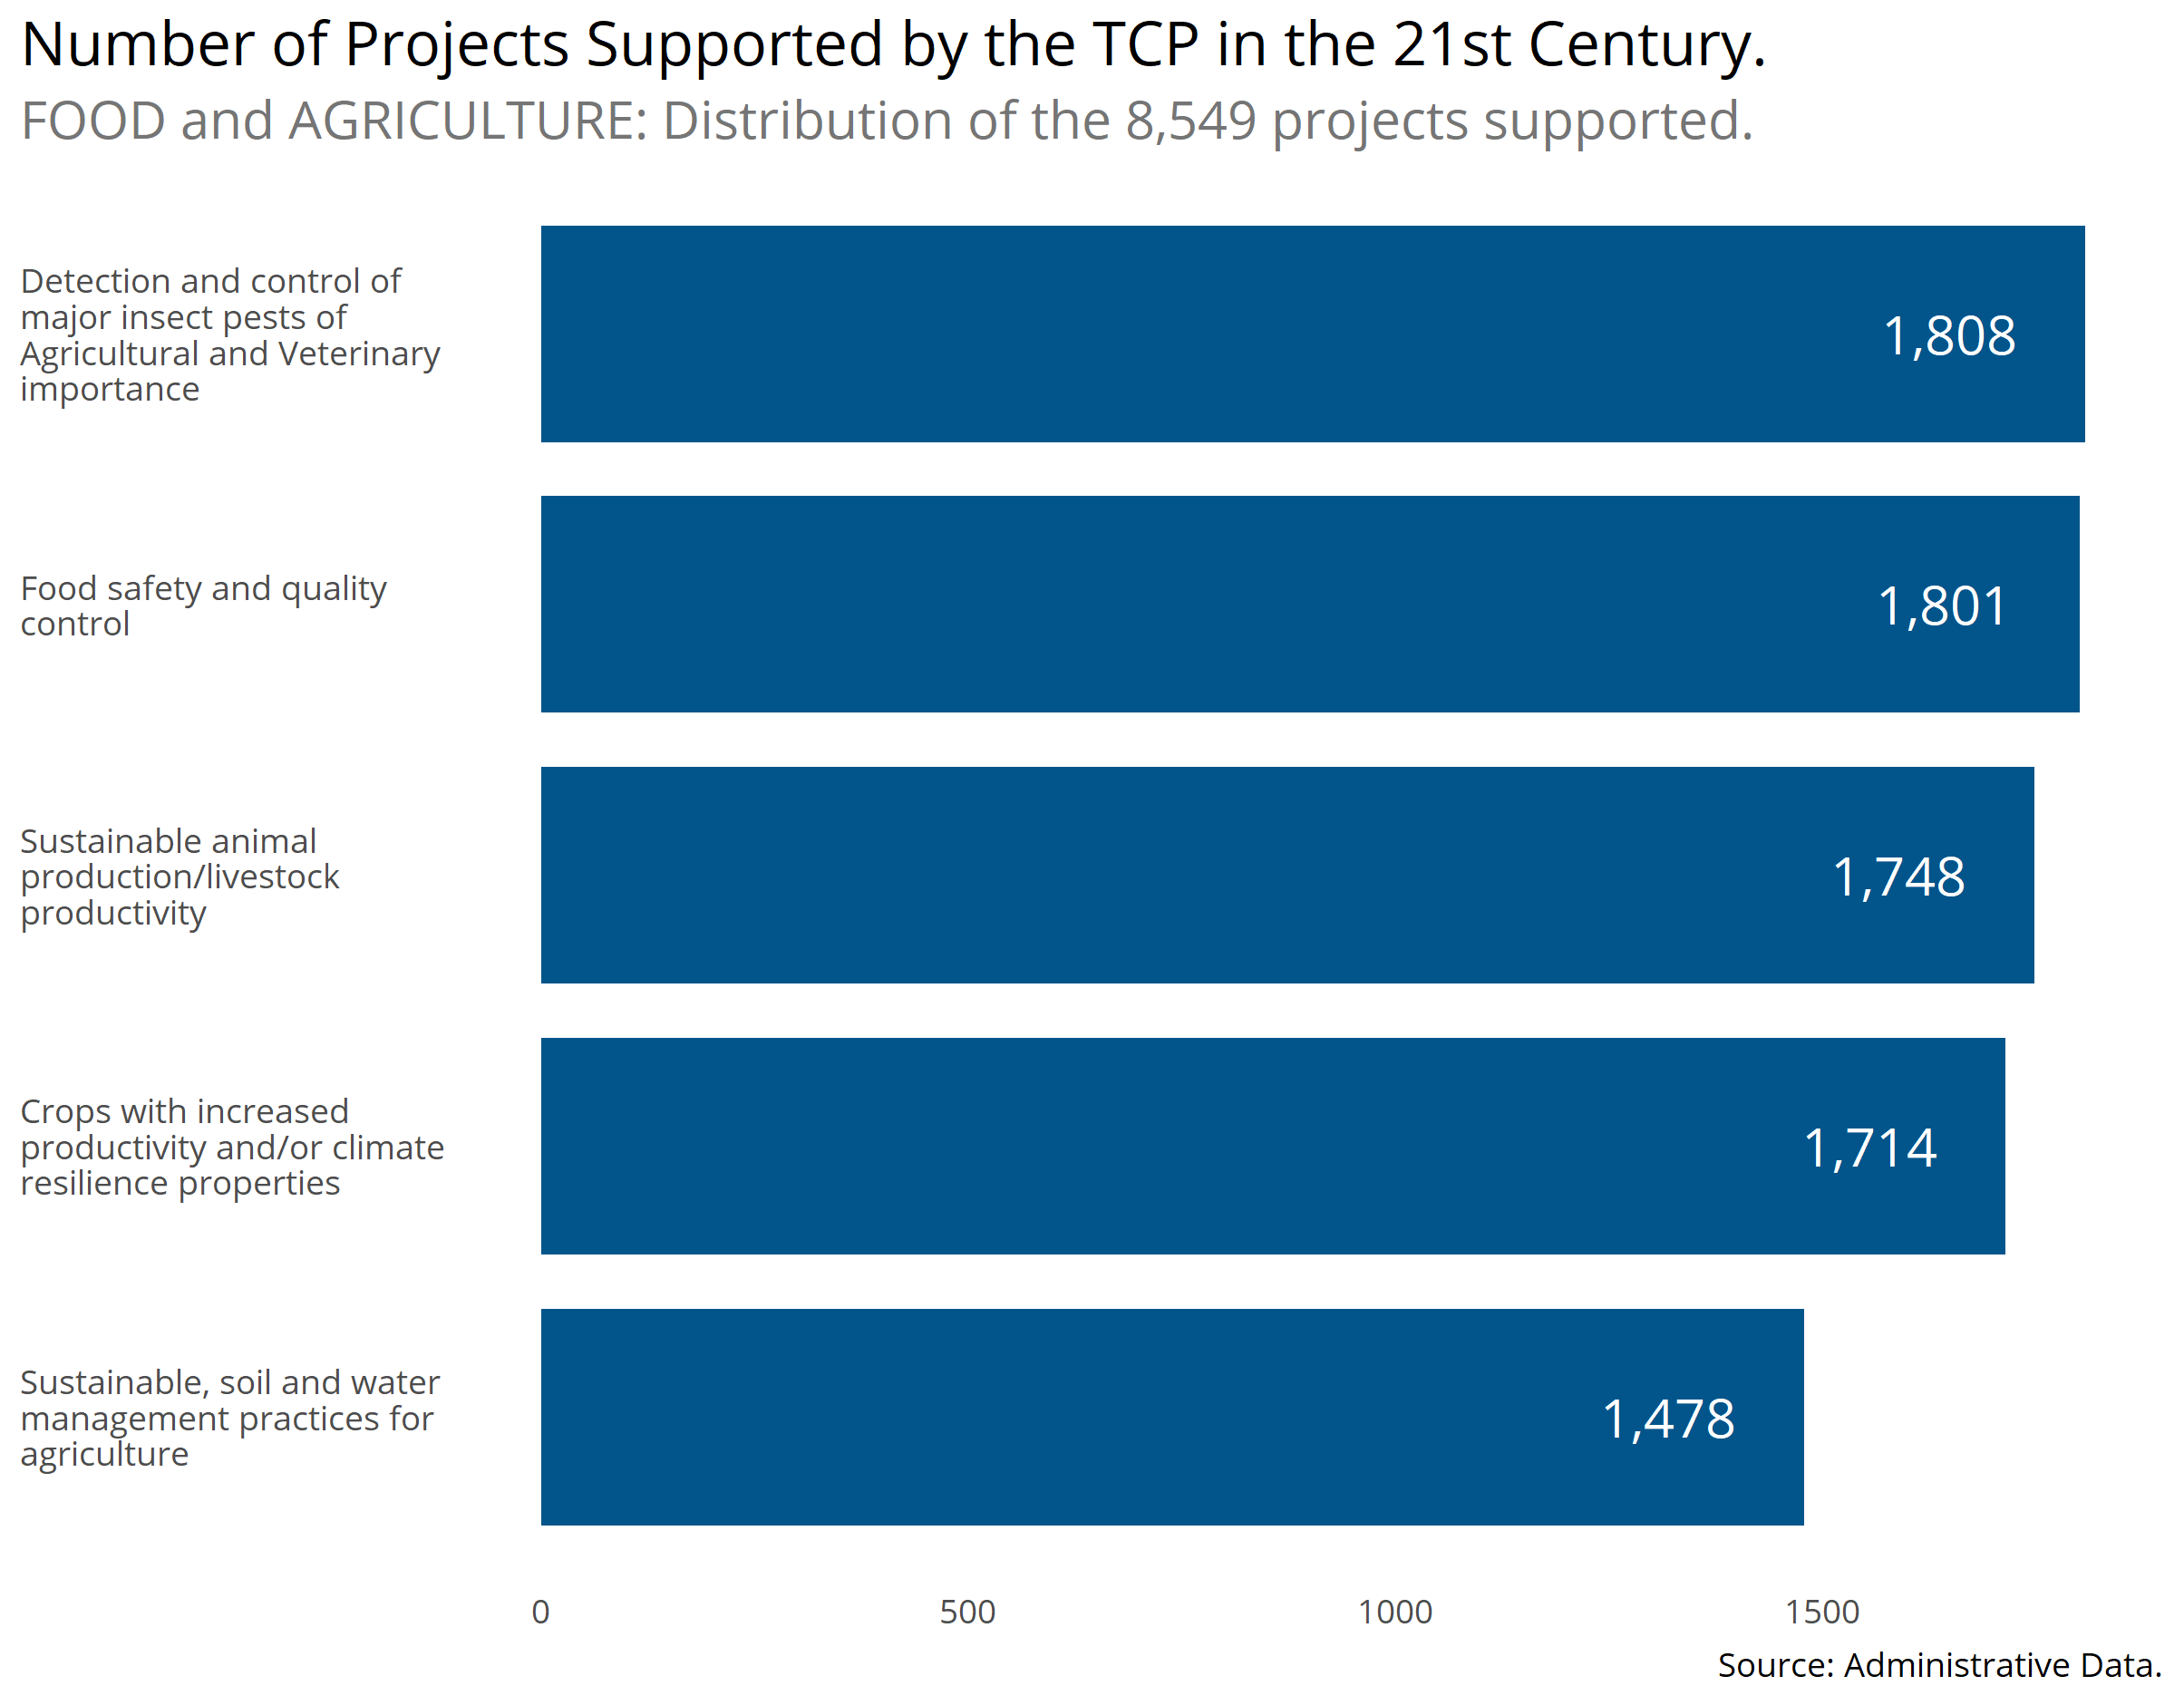 Number of Projects Supported by the TCP in the 21st Century.
FOOD and AGRICULTURE: Distribution of the 8,549 projects supported.
Detection and control of
major insect pests of
Agricultural and Veterinary
importance
1,808
Food safety and quality
control
1,801
Sustainable animal
production/livestock
productivity
1,748
Crops with increased
productivity and/or climate
resilience properties
1,714
Sustainable, soil and water
management practices for
agriculture
1,478
0 500 1000 1500
Source: Administrative Data.